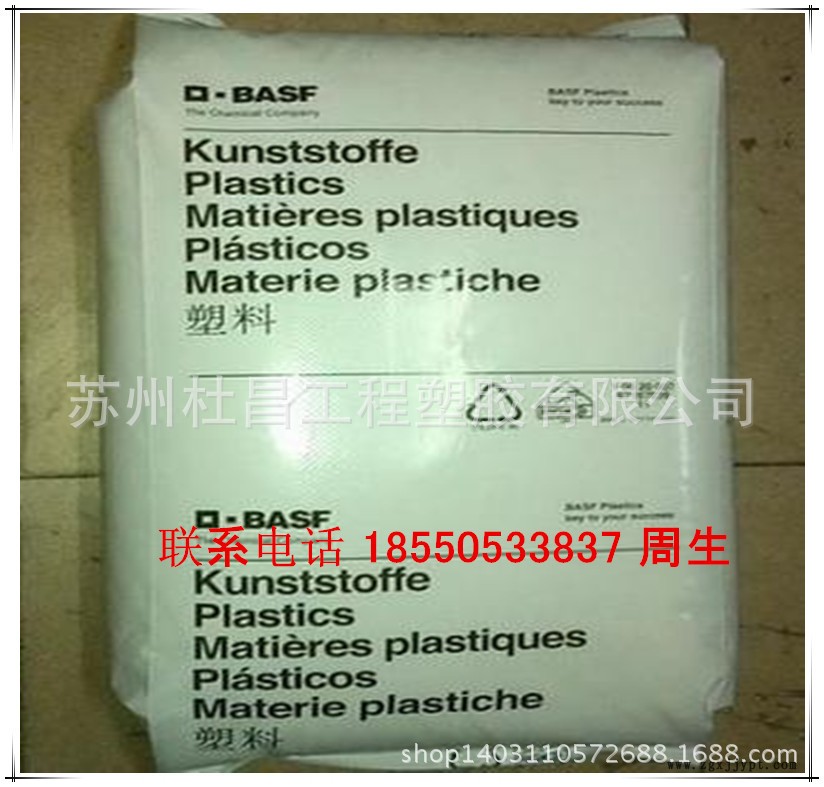 BASF
The Chemical Company
BASF Plastics
key to your success
Kunststoffe
Plastics
Matières plastiques
Plásticos
Materie plastiche
塑料
苏州杜昌工程塑胶有限公司
BASF
BASF Plastics
key to your success
联系电话 18550533837 周生
Kunststoffe
Plastics
Matières plastiques
Plásticos
Materie plastiche
塑料
shop1403110572688.1688.com
www.zgxjjypt.com